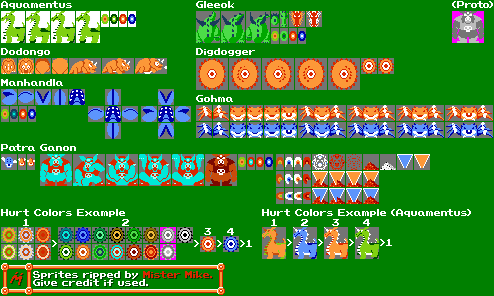 Aquamentus
Gleeok
(Proto)
Dodongo
Digdogger
Manhandla
Gohma
Patra Ganon
Hurt Colors Example
1 2 3 4 1
Hurt Colors Example (Aquamentus)
1 2 3 4 1
Sprites ripped by Mister Mike.
Give credit if used.